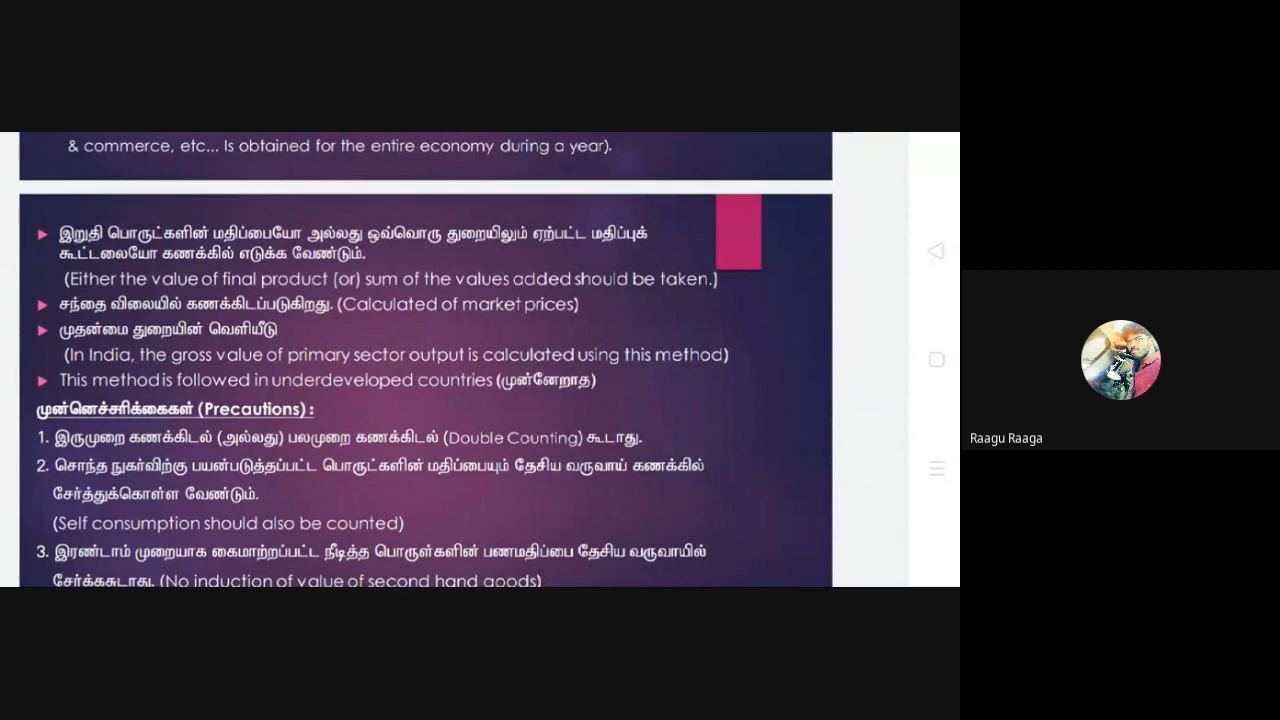 & commerce, etc... Is obtained for the entire economy during a year).
இறுதி பொருட்களின் மதிப்பையோ அல்லது ஒவ்வொரு துறையிலும் ஏற்பட்ட மதிப்புக்
கூட்டலையோ கணக்கில் எடுக்க வேண்டும்.
(Either the value of final product (or) sum of the values added should be taken.)
சந்தை விலையில் கணக்கிடப்படுகிறது. (Calculated of market prices)
முதன்மை துறையின் வெளியீடு
(In India, the gross value of primary sector output is calculated using this method)
This method is followed in underdeveloped countries (முன்னேறாத)
முன்னெச்சரிக்கைகள் (Precautions) :
1. இருமுறை கணக்கிடல் (அல்லது) பலமுறை கணக்கிடல் (Double Counting) கூடாது.
2. சொந்த நுகர்விற்கு பயன்படுத்தப்பட்ட பொருட்களின் மதிப்பையும் தேசிய வருவாய் கணக்கில்
சேர்த்துக்கொள்ள வேண்டும்.
(Self consumption should also be counted)
Raagu Raaga
3. இரண்டாம் முறையாக கைமாற்றப்பட்ட நீடித்த பொருள்களின் பணமதிப்பை தேசிய வருவாயில்
சேர்க்ககூடாது. (No induction of value of second hand goods)